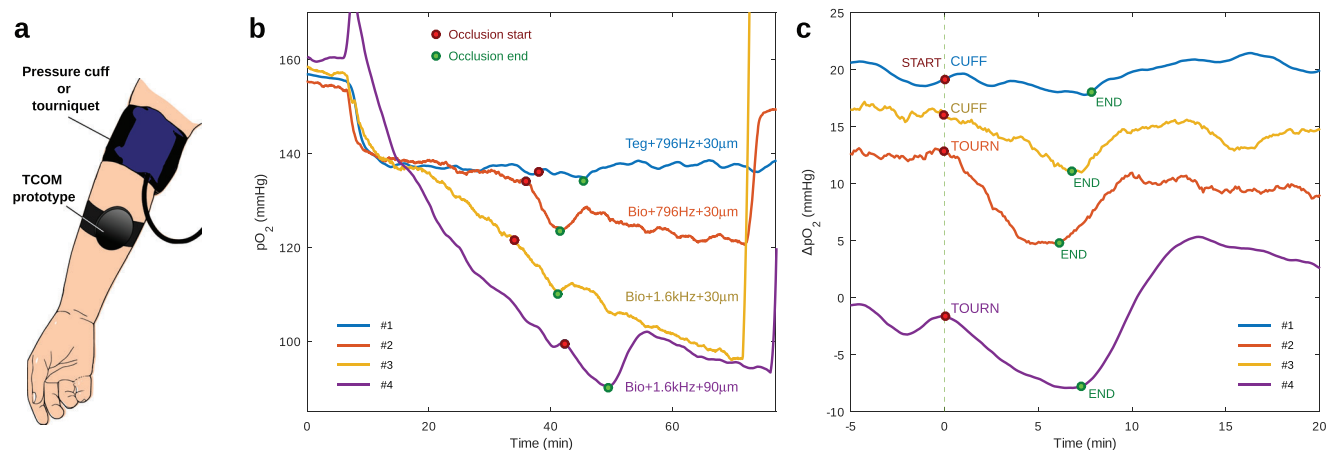 a
Pressure cuff
or
tourniquet
TCOM
prototype
b
Occlusion start
Occlusion end
160
140
120
100
pO2 (mmHg)
Teg+796Hz+30µm
Bio+796Hz+30µm
Bio+1.6kHz+30µm
Bio+1.6kHz+90µm
#1
#2
#3
#4
0
20
40
60
Time (min)
c
25
20
15
10
5
0
-5
-10
ΔpO2 (mmHg)
START
CUFF
END
CUFF
END
TOURN
END
TOURN
END
#1
#2
#3
#4
-5
0
5
10
15
20
Time (min)